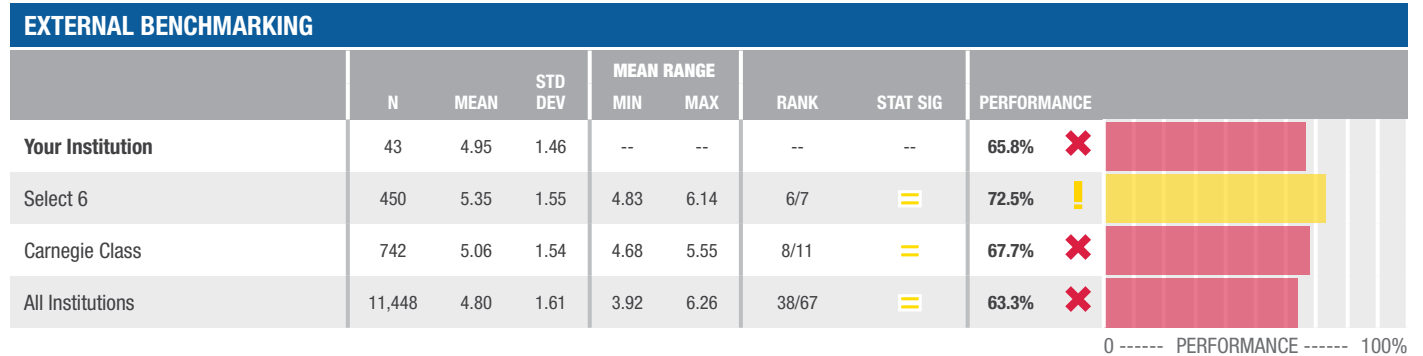 EXTERNAL BENCHMARKING
N MEAN STD DEV MEAN RANGE MIN MAX RANK STAT SIG PERFORMANCE
Your Institution 43 4.95 1.46 -- -- -- -- 65.8%
Select 6 450 5.35 1.55 4.83 6.14 6/7 = 72.5% !
Carnegie Class 742 5.06 1.54 4.68 5.55 8/11 = 67.7%
All Institutions 11,448 4.80 1.61 3.92 6.26 38/67 = 63.3%
0 ------ PERFORMANCE ------ 100%